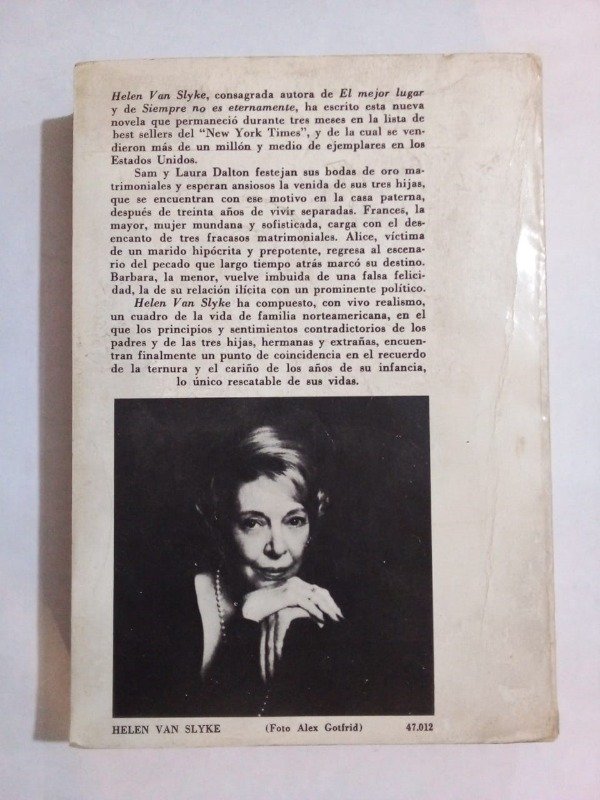 Helen Van Slyke, consagrada autora de El mejor lugar
y de Siempre no es eternamente, ha escrito esta nueva
novela que permaneció durante tres meses en la lista de
best sellers del "New York Times", y de la cual se ven-
dieron más de un millón y medio de ejemplares en los
Estados Unidos.
Sam y Laura Dalton festejan sus bodas de oro ma-
trimoniales y esperan ansiosos la venida de sus tres hijas,
que se encuentran con ese motivo en la casa paterna,
después de treinta años de vivir separadas. Frances, la
mayor, mujer mundana y sofisticada, carga con el des-
encanto de tres fracasos matrimoniales. Alice, víctima
de un marido hipócrita y prepotente, regresa al escena-
rio del pecado que largo tiempo atrás marcó su destino.
Barbara, la menor, vuelve imbuida de una falsa felici-
dad, la de su relación ilícita con un prominente político.
Helen Van Slyke ha compuesto, con vivo realismo,
un cuadro de la vida de familia norteamericana, en el
que los principios y sentimientos contradictorios de los
padres y de las tres hijas, hermanas y extrañas, encuen-
tran finalmente un punto de coincidencia en el recuerdo
de la ternura y el cariño de los años de su infancia,
lo único rescatable de sus vidas.
HELEN VAN SLYKE (Foto Alex Gotfrid) 47.012